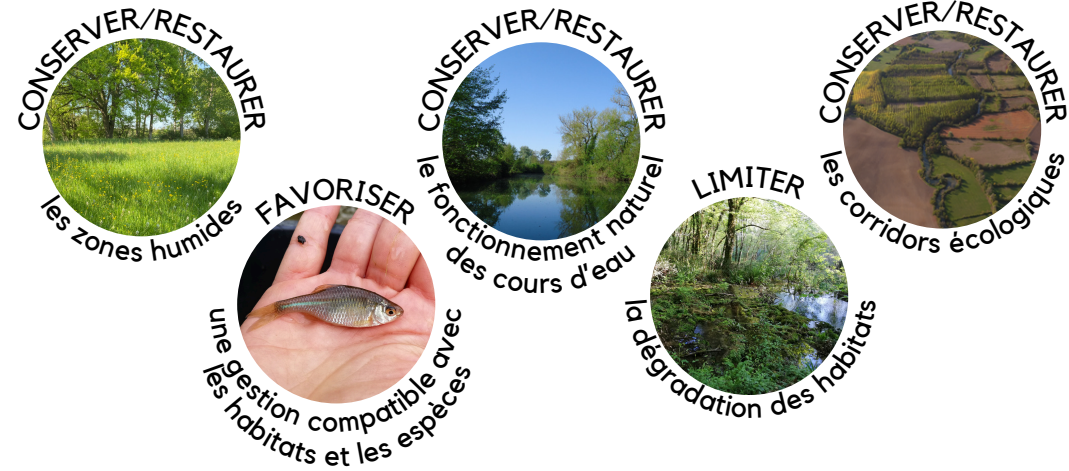 CONSERVER/RESTAURER
les zones humides
FAVORISER
une gestion compatible avec
les habitats et les espèces
CONSERVER/RESTAURER
le fonctionnement naturel
des cours d'eau
LIMITER
la dégradation des habitats
CONSERVER/RESTAURER
les corridors écologiques